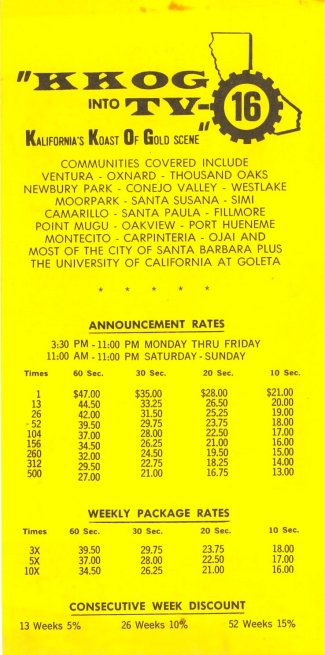 "KKOG
INTO TV-16
KALIFORNIA'S KOAST OF GOLD SCENE"
COMMUNITIES COVERED INCLUDE
VENTURA - OXNARD - THOUSAND OAKS
NEWBURY PARK - CONEJO VALLEY - WESTLAKE
MOORPARK - SANTA SUSANA - SIMI
CAMARILLO - SANTA PAULA - FILLMORE
POINT MUGU - OAKVIEW - PORT HUENEME
MONTECITO - CARPINTERIA - OJAI AND
MOST OF THE CITY OF SANTA BARBARA PLUS
THE UNIVERSITY OF CALIFORNIA AT GOLETA
* * * * *
ANNOUNCEMENT RATES
3:30 PM - 11:00 PM MONDAY THRU FRIDAY
11:00 AM - 11:00 PM SATURDAY - SUNDAY
Times 60 Sec. 30 Sec. 20 Sec. 10 Sec.
1 $47.00 $35.00 $28.00 $21.00
13 44.50 33.25 26.50 20.00
26 42.00 31.50 25.25 19.00
52 39.50 29.75 23.75 18.00
104 37.00 28.00 22.50 17.00
156 34.50 26.25 21.00 16.00
260 32.00 24.50 19.50 15.00
312 29.50 22.75 18.25 14.00
500 27.00 21.00 16.75 13.00
WEEKLY PACKAGE RATES
Times 60 Sec. 30 Sec. 20 Sec. 10 Sec.
3X 39.50 29.75 23.75 18.00
5X 37.00 28.00 22.50 17.00
10X 34.50 26.25 21.00 16.00
CONSECUTIVE WEEK DISCOUNT
13 Weeks 5% 26 Weeks 10% 52 Weeks 15%